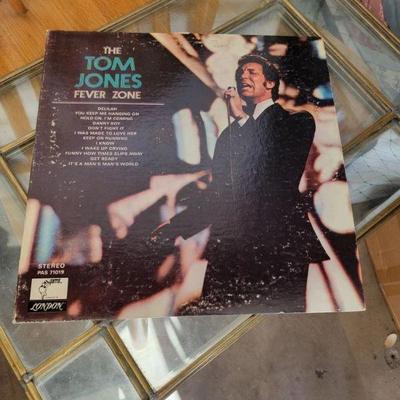 THE
TOM
JONES
FEVER ZONE
DELILAH
YOU KEEP ME HANGING ON
HOLD ON, I'M COMING
DANNY BOY
DON'T FIGHT IT
I WAS MADE TO LOVE HER
KEEP ON RUNNING
I KNOW
I WAKE UP CRYING
FUNNY HOW TIMES SLIPS AWAY
GET READY
IT'S A MAN'S MAN'S WORLD
STEREO
PAS 71019
LONDON